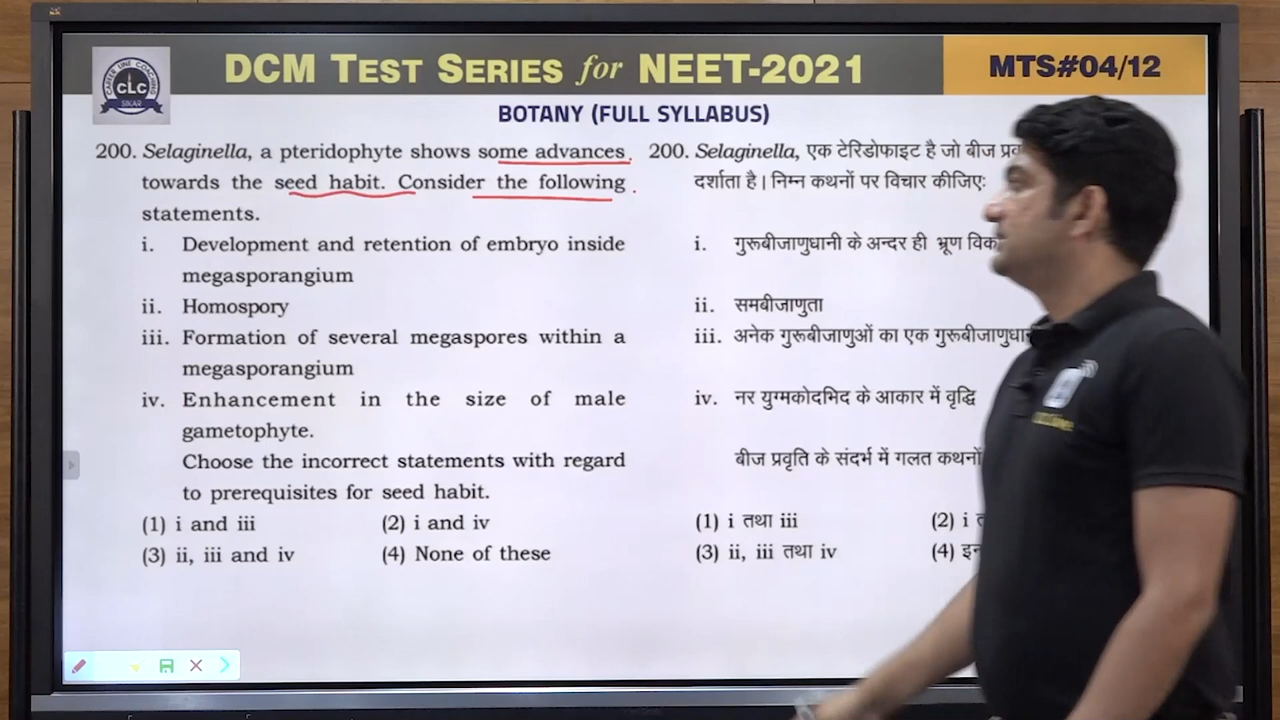 DCM TEST SERIES for NEET-2021
MTS#04/12
CAREER LINE COACHING
CLC
SIKAR
BOTANY (FULL SYLLABUS)
200. Selaginella, a pteridophyte shows some advances
towards the seed habit. Consider the following
statements.
i. Development and retention of embryo inside
megasporangium
ii. Homospory
iii. Formation of several megaspores within a
megasporangium
iv. Enhancement in the size of male
gametophyte.
Choose the incorrect statements with regard
to prerequisites for seed habit.
(1) i and iii (2) i and iv
(3) ii, iii and iv (4) None of these
200. Selaginella, एक टेरिडोफाइट है जो बीज
दर्शाता है। निम्न कथनों पर विचार कीजिएः
i. गुरूबीजाणुधानी के अन्दर ही भ्रूण
ii. समबीजाणुता
iii. अनेक गुरूबीजाणुओं का एक
iv. नर युग्मकोदभिद के आकार में वृद्धि
बीज प्रवृति के संदर्भ में गलत कथनों
(1) i तथा iii (2) i
(3) ii, iii तथा iv (4)